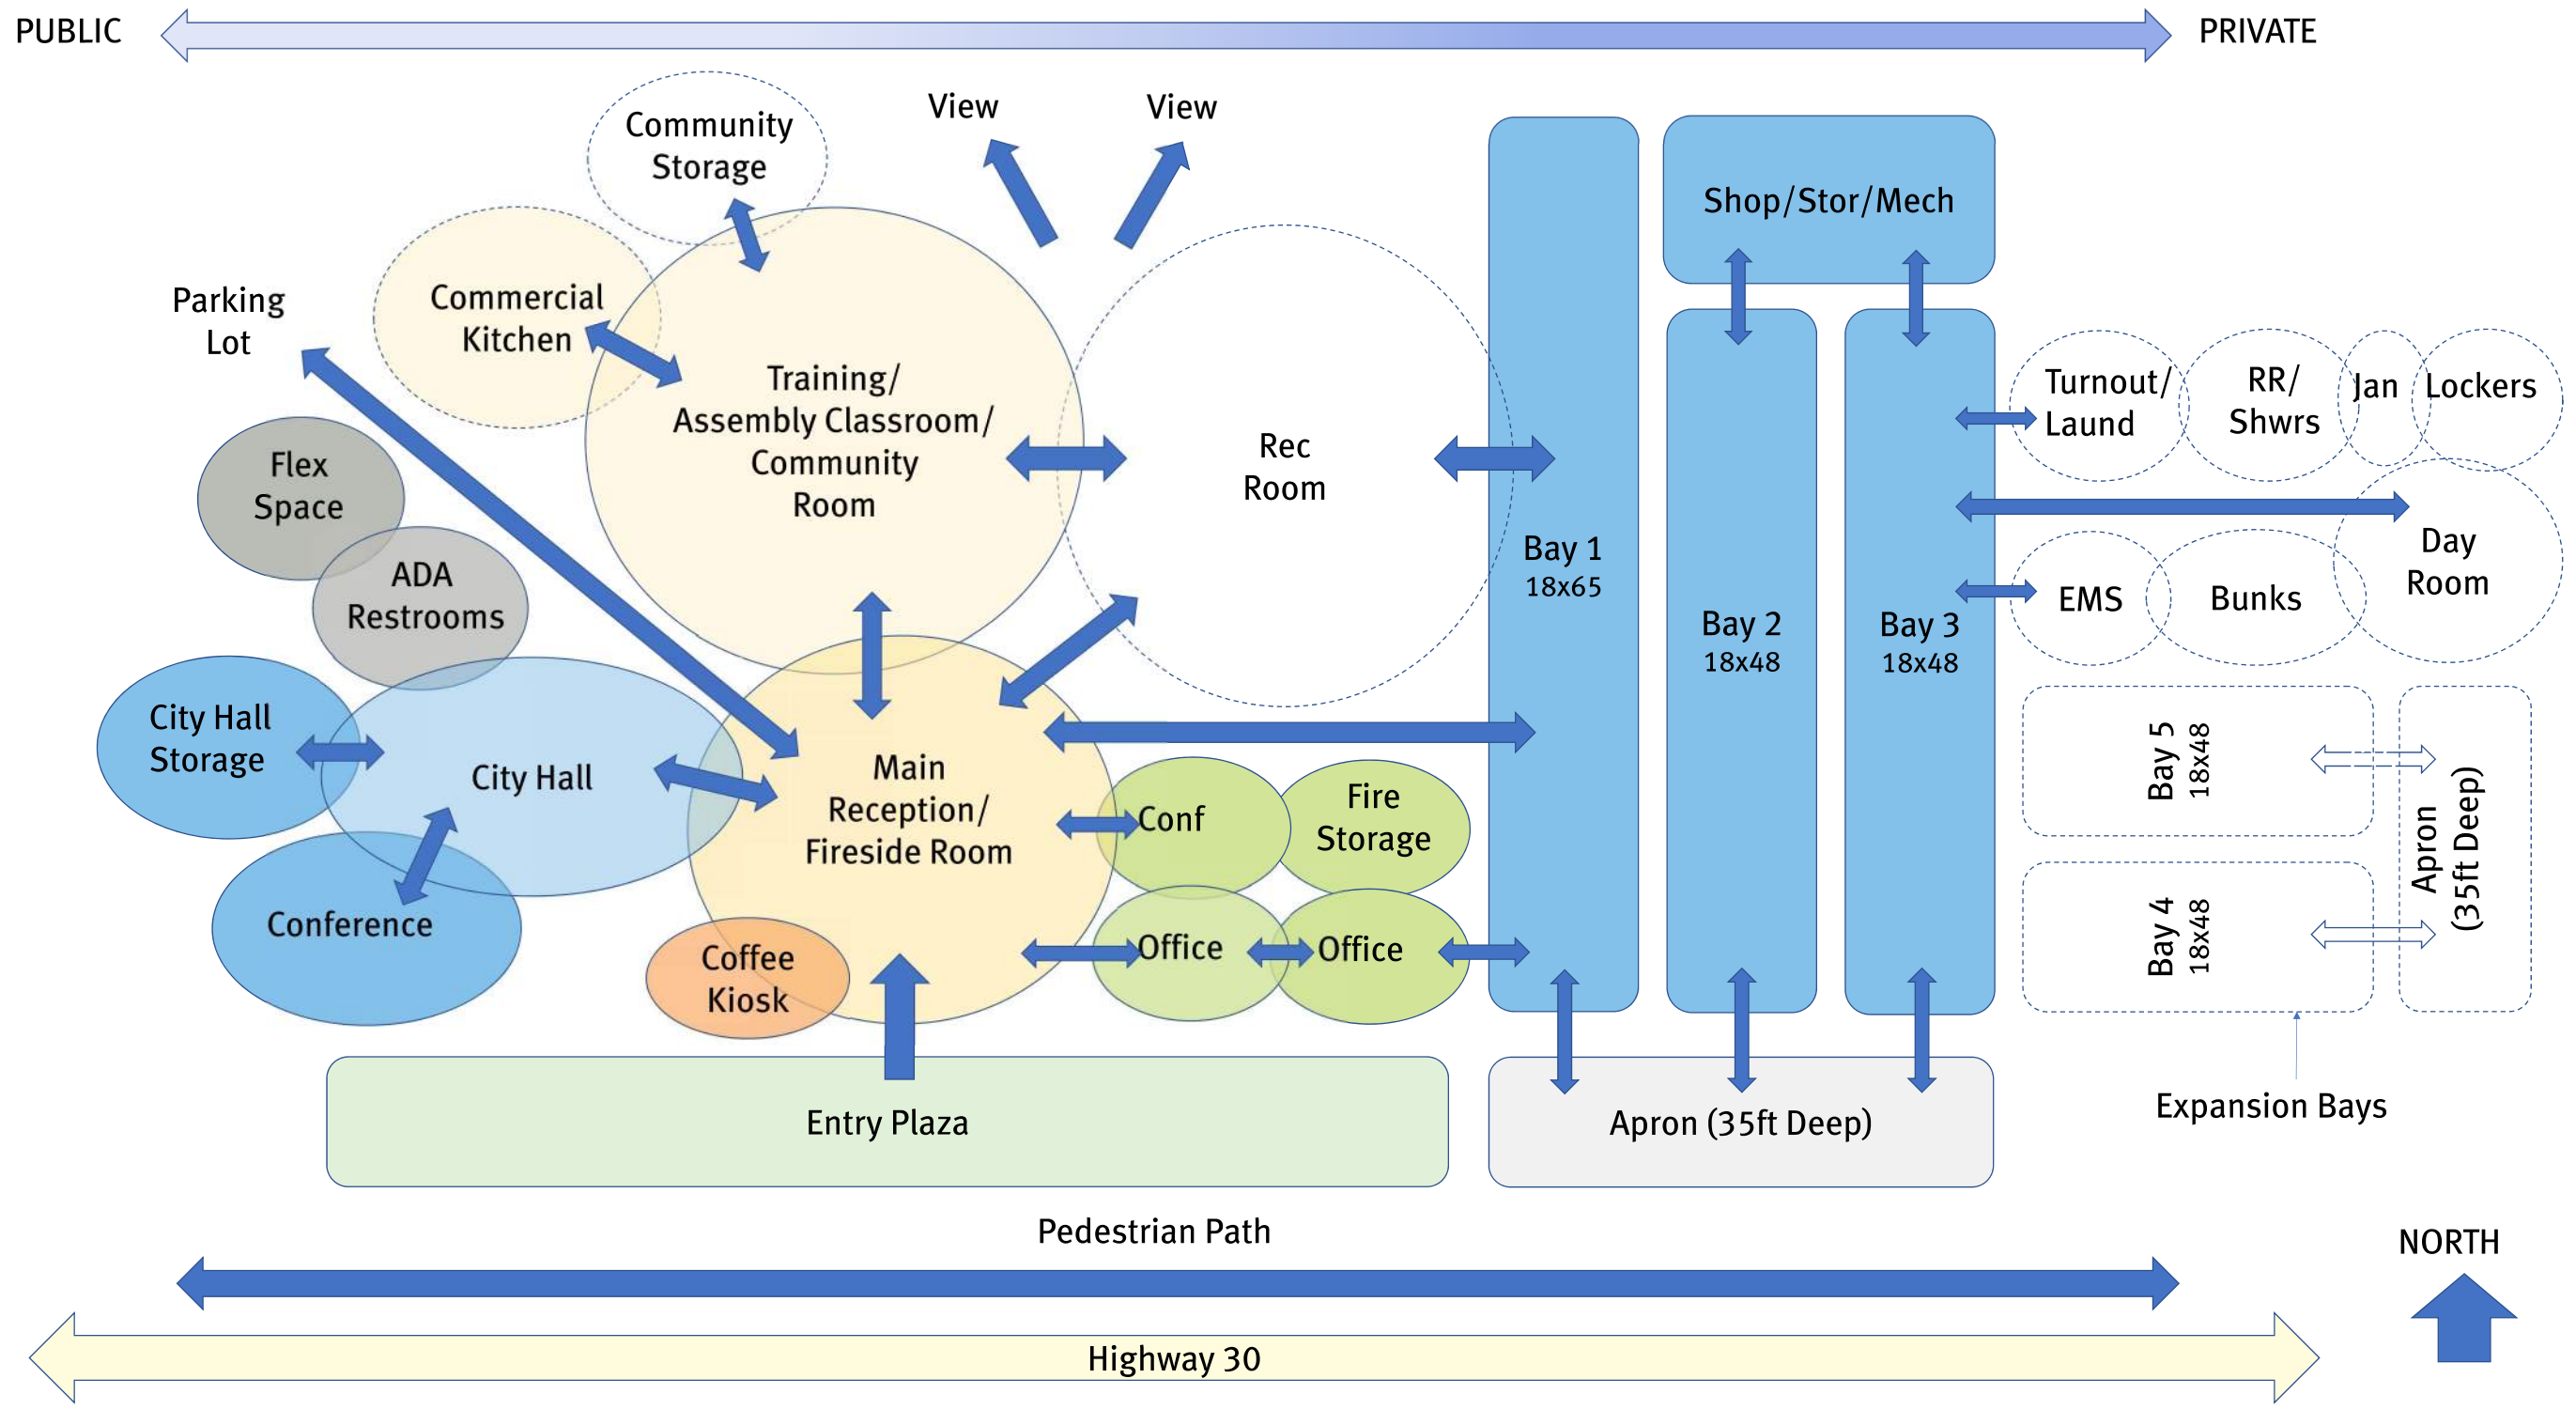 PUBLIC
PRIVATE
Community
Storage
View
View
Commercial
Kitchen
Parking
Lot
Training/
Assembly Classroom/
Community
Room
Rec
Room
Flex
Space
ADA
Restrooms
City Hall
Storage
City Hall
Conference
Main
Reception/
Fireside Room
Coffee
Kiosk
Conf
Fire
Storage
Office
Office
Entry Plaza
Shop/Stor/Mech
Bay 1
18x65
Bay 2
18x48
Bay 3
18x48
Apron (35ft Deep)
Turnout/
Laund
RR/
Shwrs
Jan
Lockers
EMS
Bunks
Day
Room
Bay 5
18x48
Bay 4
18x48
Apron
(35ft Deep)
Expansion Bays
Pedestrian Path
NORTH
Highway 30